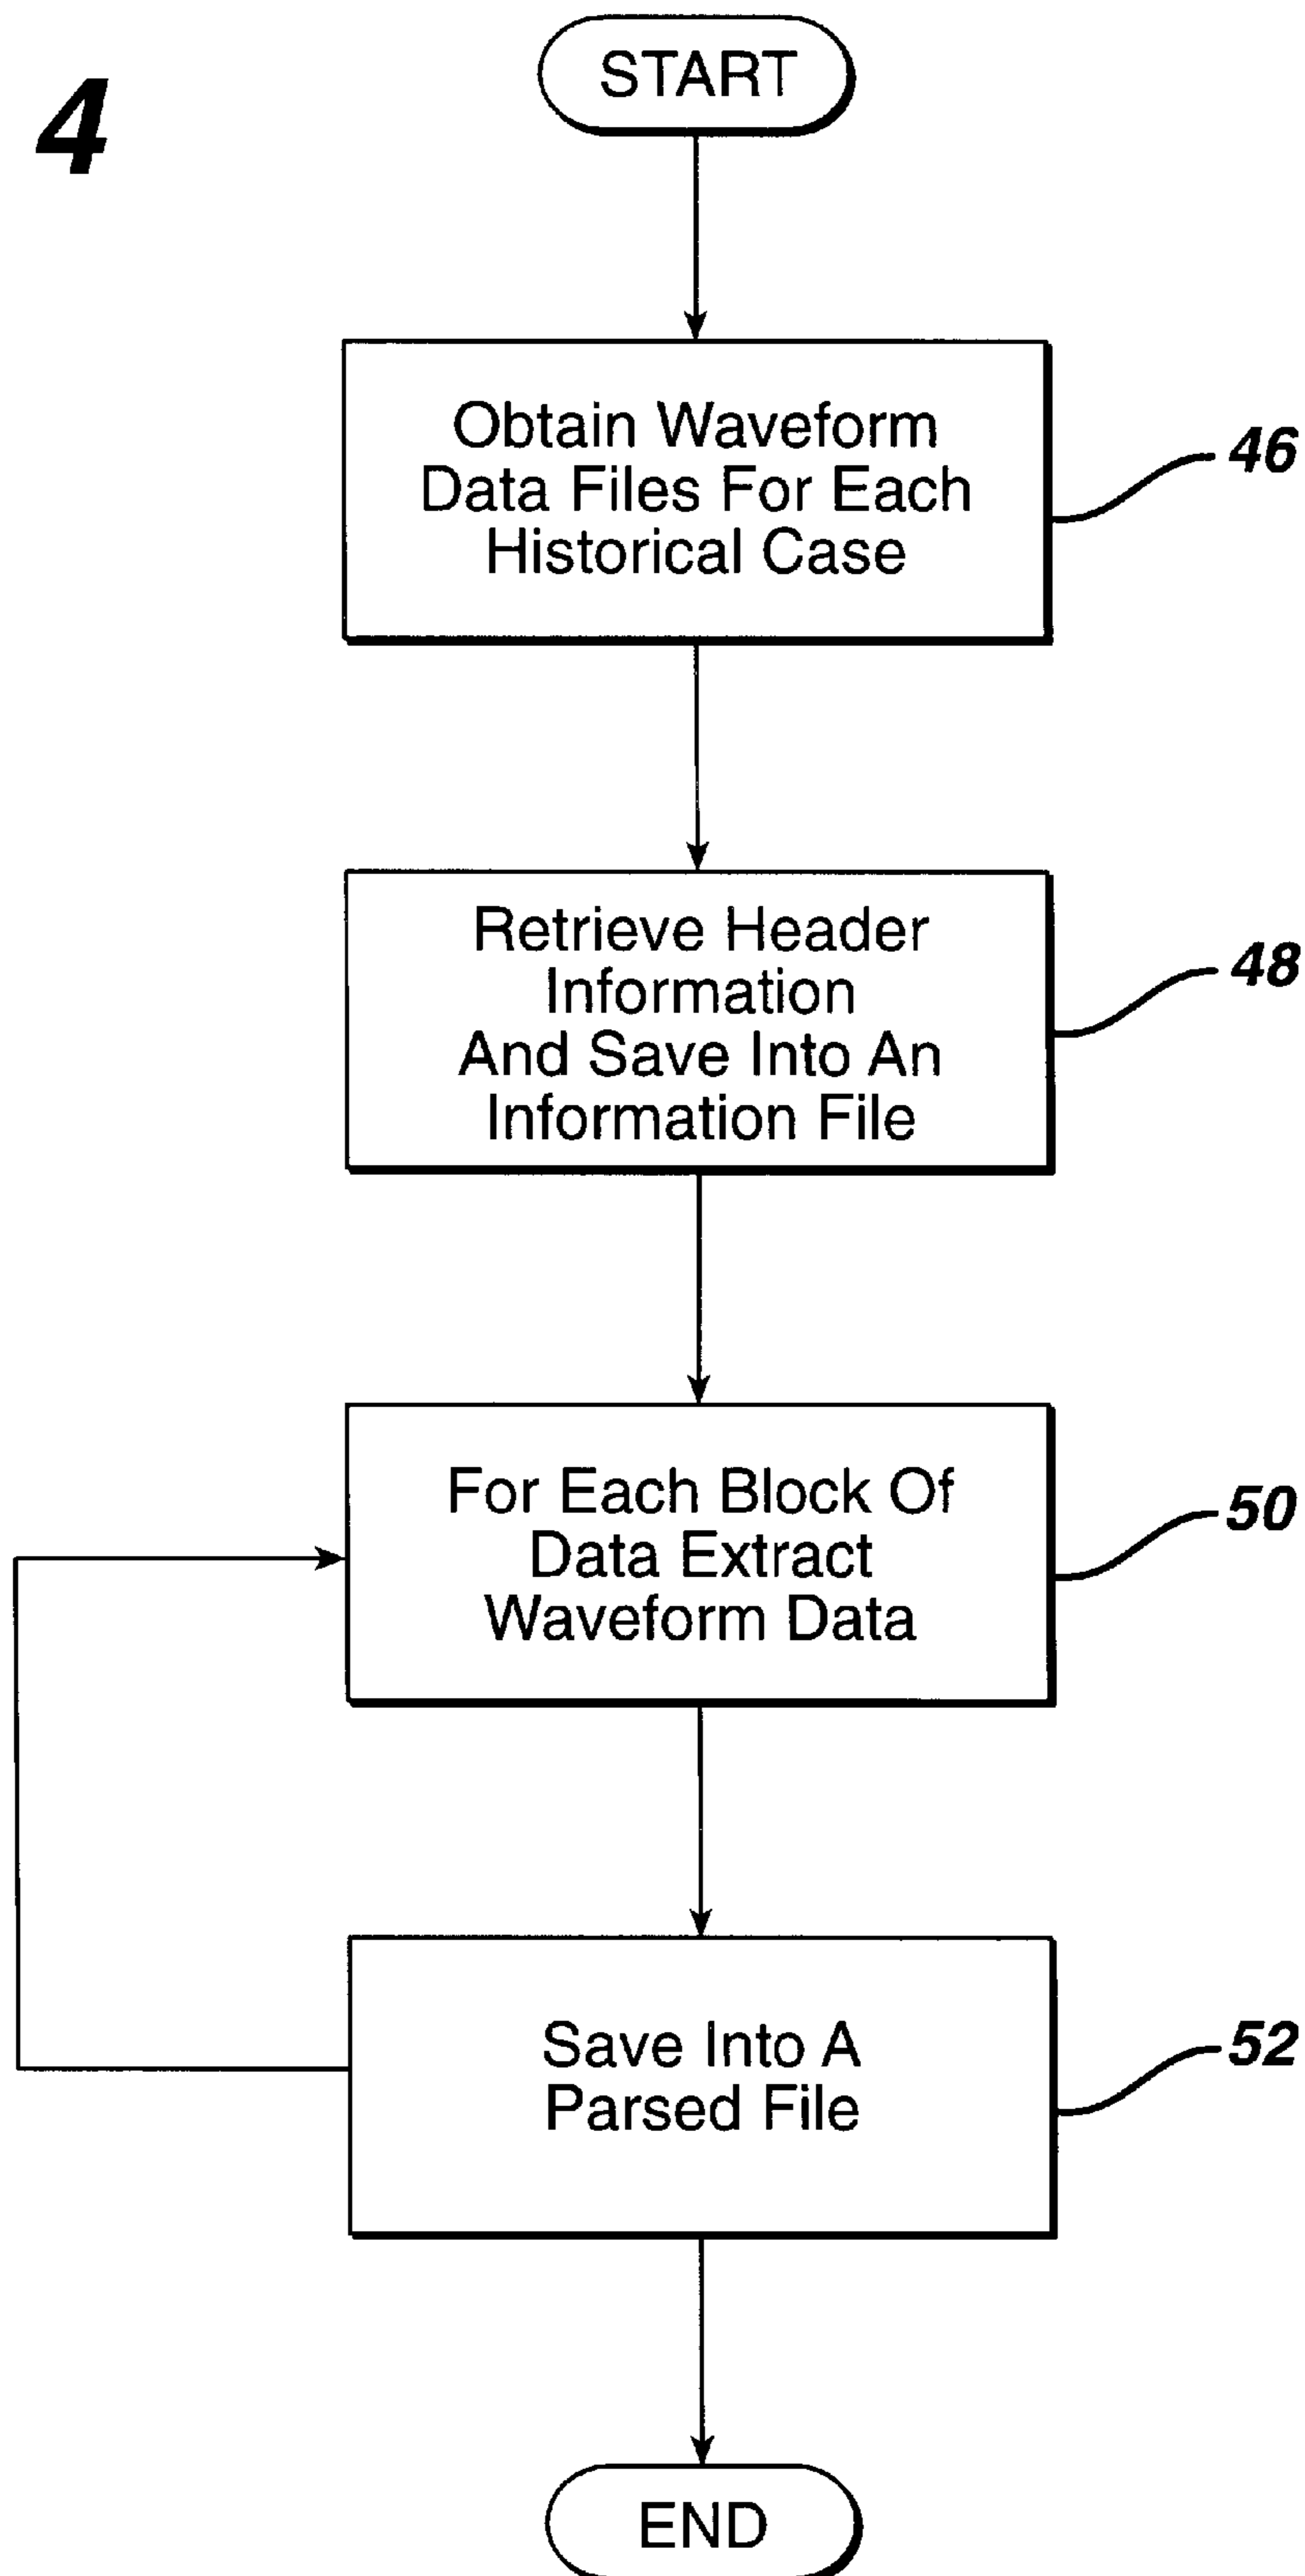 4
START
Obtain Waveform
Data Files For Each
Historical Case
46
Retrieve Header
Information
And Save Into An
Information File
48
For Each Block Of
Data Extract
Waveform Data
50
Save Into A
Parsed File
52
END